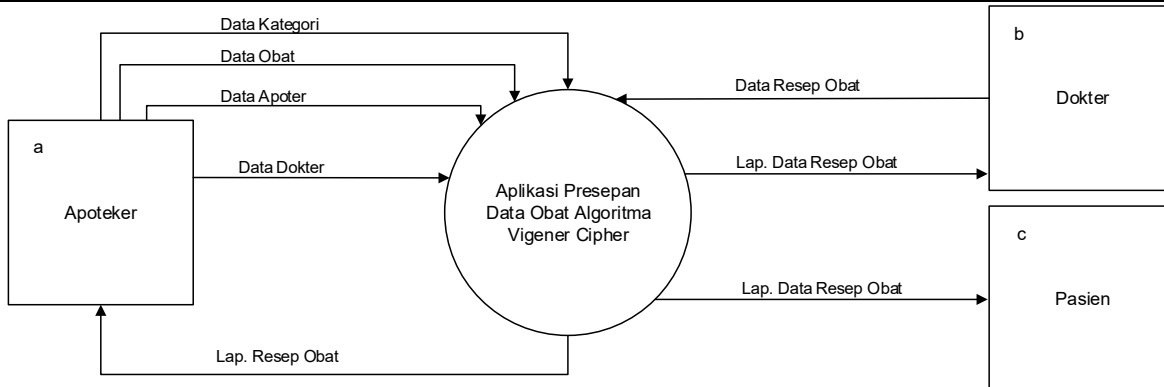 Data Kategori
Data Obat
Data Apoter
Data Dokter
a
Apoteker
Lap. Resep Obat
Aplikasi Presepan
Data Obat Algoritma
Vigener Cipher
Data Resep Obat
Lap. Data Resep Obat
Lap. Data Resep Obat
b
Dokter
c
Pasien